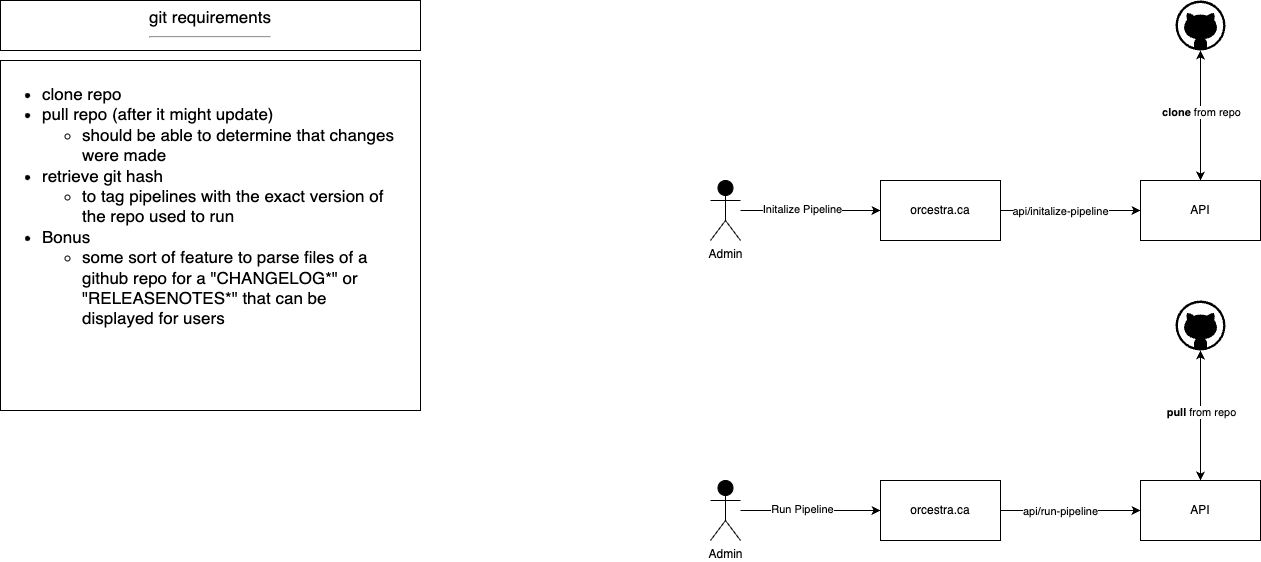 git requirements
clone repo
pull repo (after it might update)
should be able to determine that changes
were made
retrieve git hash
to tag pipelines with the exact version of
the repo used to run
Bonus
some sort of feature to parse files of a
github repo for a "CHANGELOG*" or
"RELEASENOTES*" that can be
displayed for users
clone from repo
Initalize Pipeline
orcestra.ca
api/initalize-pipeline
API
Admin
pull from repo
Run Pipeline
orcestra.ca
api/run-pipeline
API
Admin